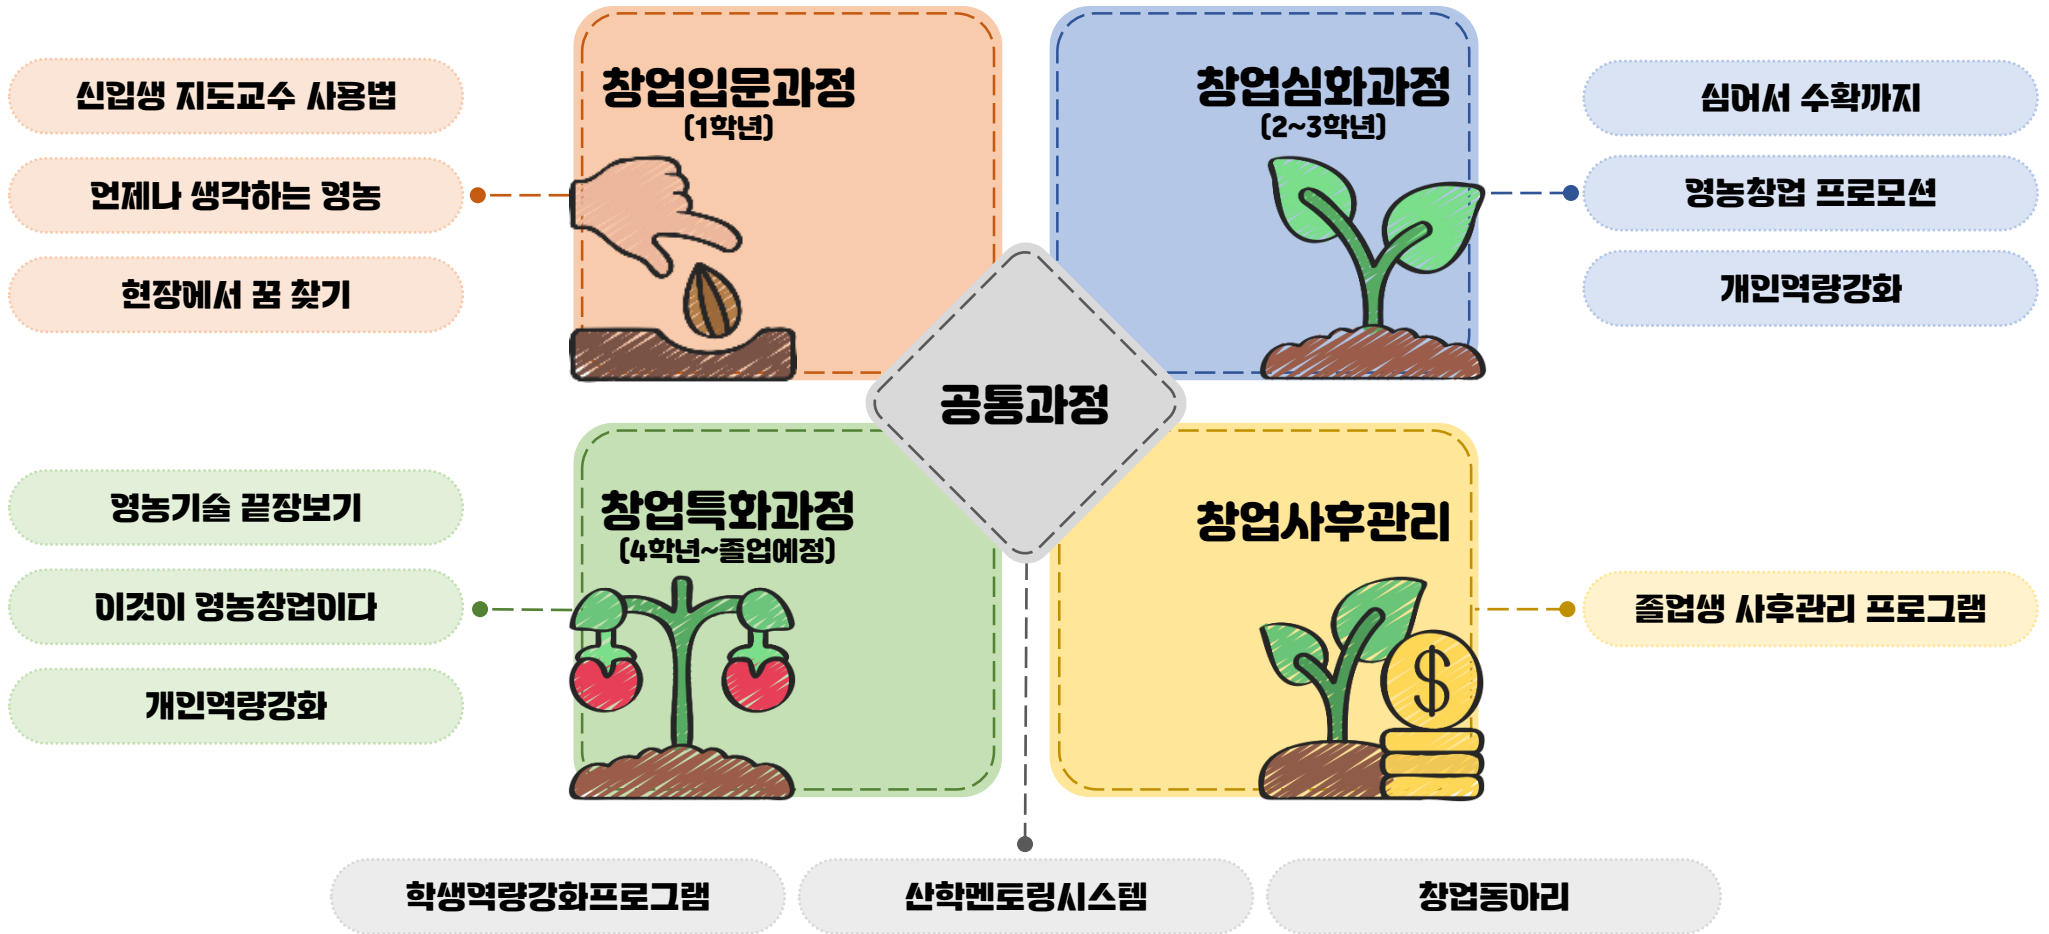 신입생 지도교수 사용법
언제나 생각하는 영농
현장에서 꿈 찾기
창업입문과정
(1학년)
창업심화과정
(2~3학년)
심어서 수확까지
영농창업 프로모션
개인역량강화
공통과정
영농기술 끝장보기
이것이 영농창업이다
개인역량강화
창업특화과정
(4학년~졸업예정)
창업사후관리
졸업생 사후관리 프로그램
학생역량강화프로그램
산학멘토링시스템
창업동아리